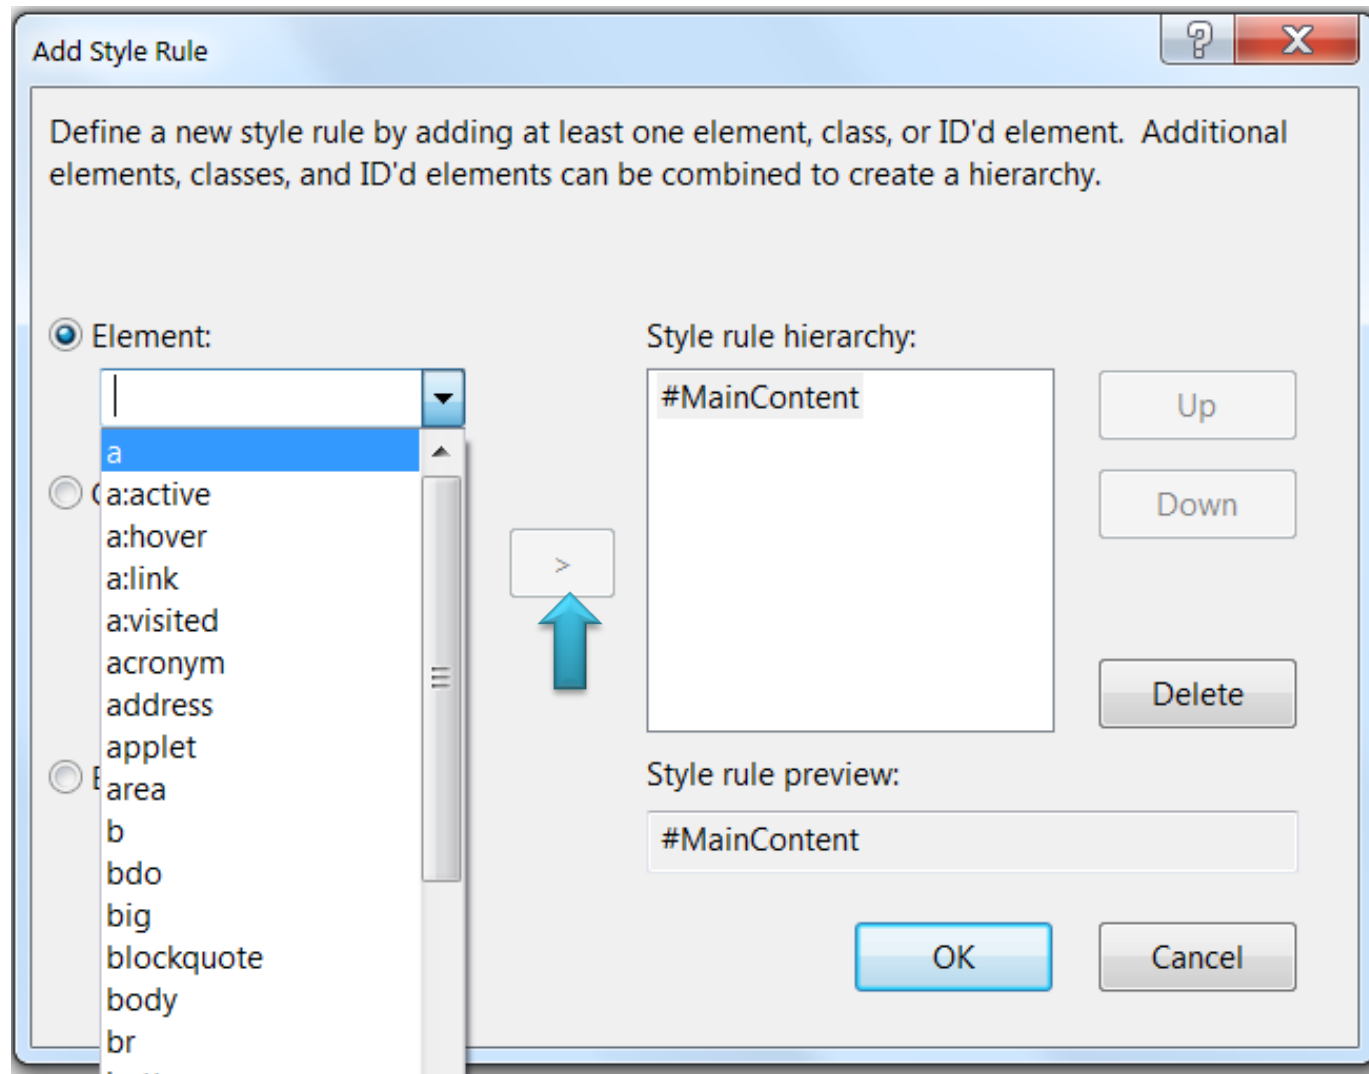 Add Style Rule
?
X
Define a new style rule by adding at least one element, class, or ID'd element.  Additional
elements, classes, and ID'd elements can be combined to create a hierarchy.
Element:
a
a:active
a:hover
a:link
a:visited
acronym
address
applet
area
b
bdo
big
blockquote
body
br
>
Style rule hierarchy:
#MainContent
Up
Down
Delete
Style rule preview:
#MainContent
OK
Cancel